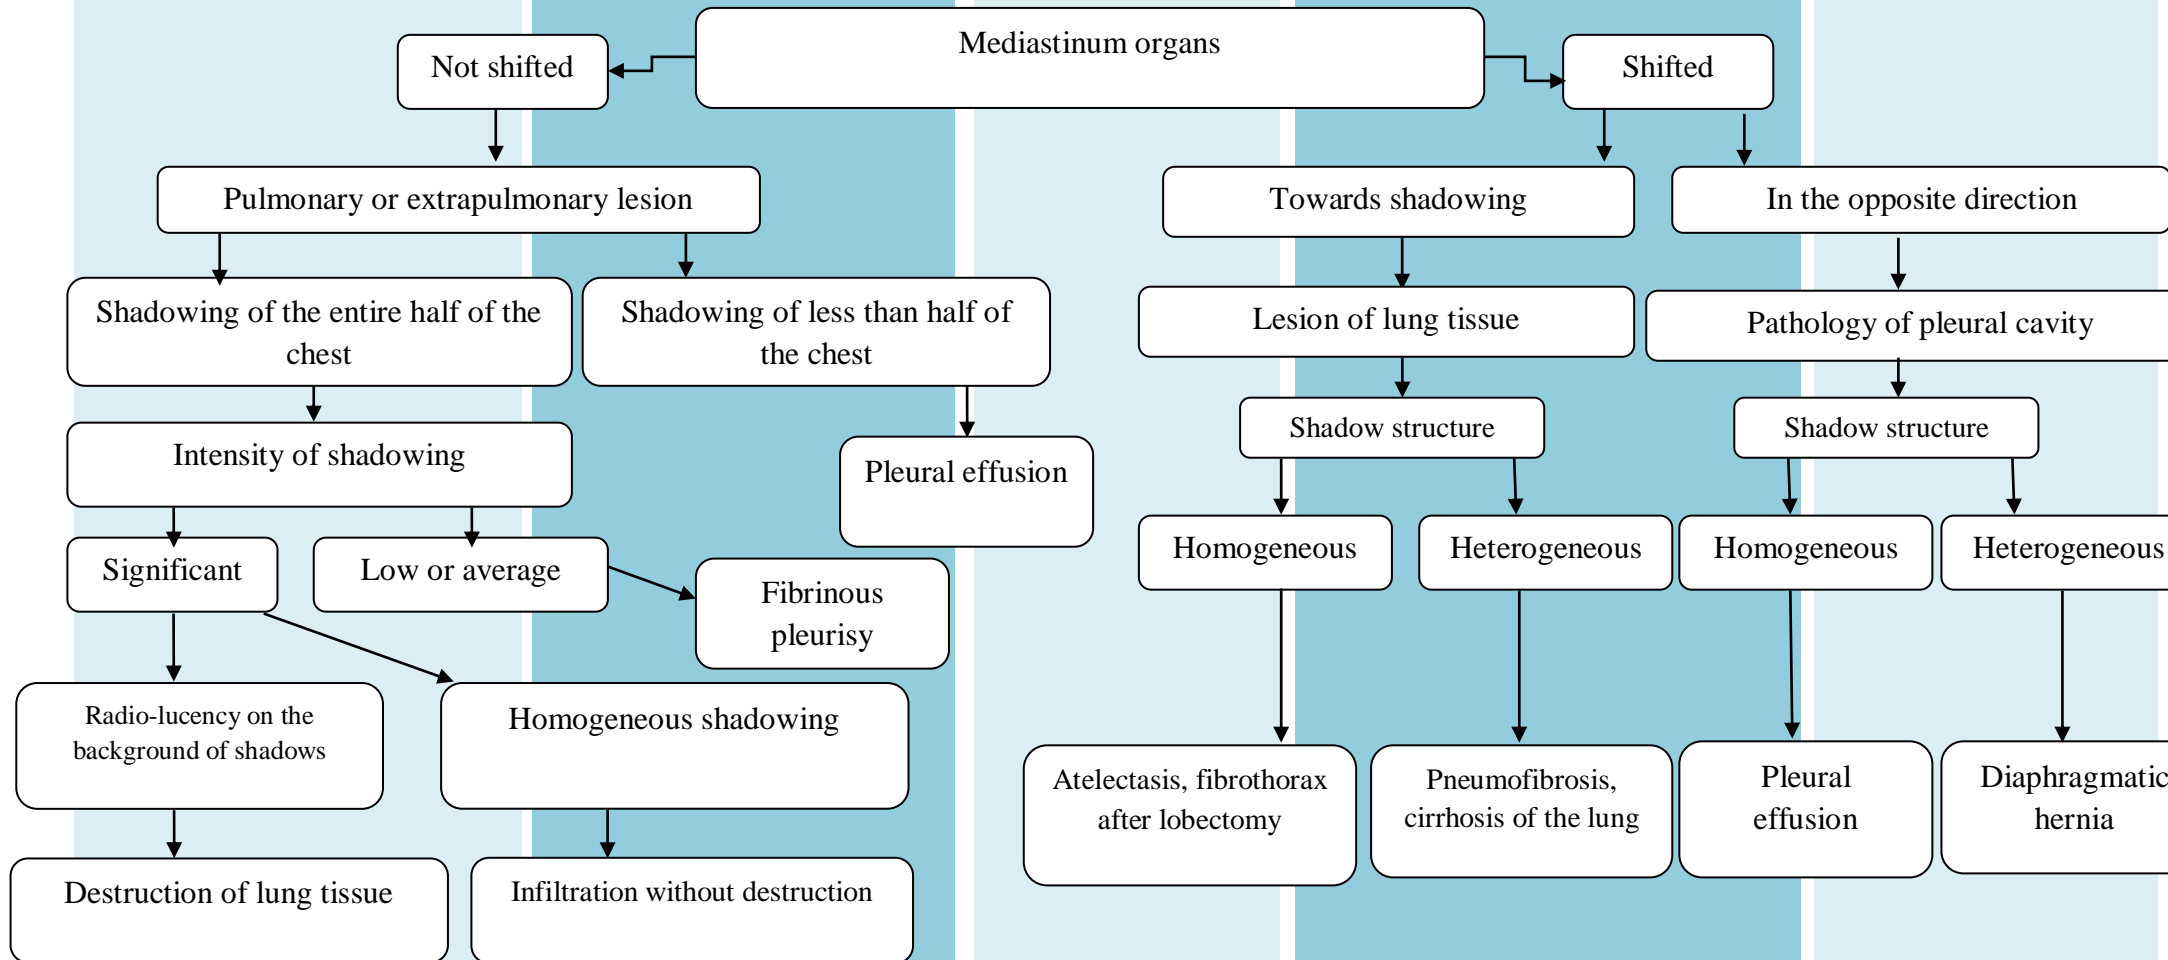 Mediastinum organs
Not shifted
Shifted
Pulmonary or extrapulmonary lesion
Towards shadowing
In the opposite direction
Shadowing of the entire half of the
chest
Shadowing of less than half of
the chest
Lesion of lung tissue
Pathology of pleural cavity
Intensity of shadowing
Pleural effusion
Shadow structure
Shadow structure
Significant
Low or average
Fibrinous
pleurisy
Homogeneous
Heterogeneous
Homogeneous
Heterogeneous
Radio-lucency on the
background of shadows
Homogeneous shadowing
Atelectasis, fibrothorax
after lobectomy
Pneumofibrosis,
cirrhosis of the lung
Pleural
effusion
Diaphragmatic
hernia
Destruction of lung tissue
Infiltration without destruction